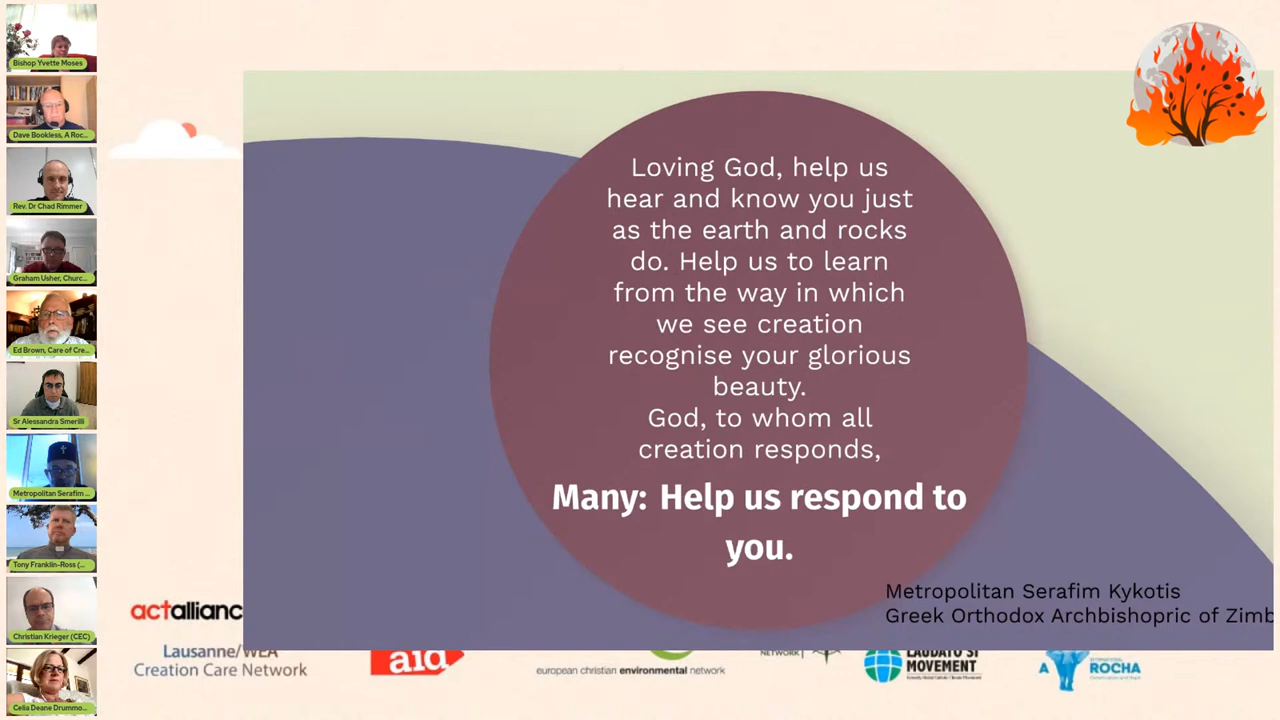 Bishop Yvette Moses
Dave Bookless, A Roc...
Rev. Dr Chad Rimmer
Graham Usher, Churc...
Ed Brown, Care of Cre...
Sr Alessandra Smerilli
Metropolitan Serafim ...
Tony Franklin-Ross (...
Christian Krieger (CEC)
Celia Deane Drummo...
Loving God, help us
hear and know you just
as the earth and rocks
do. Help us to learn
from the way in which
we see creation
recognise your glorious
beauty.
God, to whom all
creation responds,
Many: Help us respond to
you.
Metropolitan Serafim Kykotis
Greek Orthodox Archbishopric of Zimb
actallianc
Lausanne/WEA
Creation Care Network
aid
european christian environmental network
NETWORK
LAUDATO SI'
MOVEMENT
A ROCHA